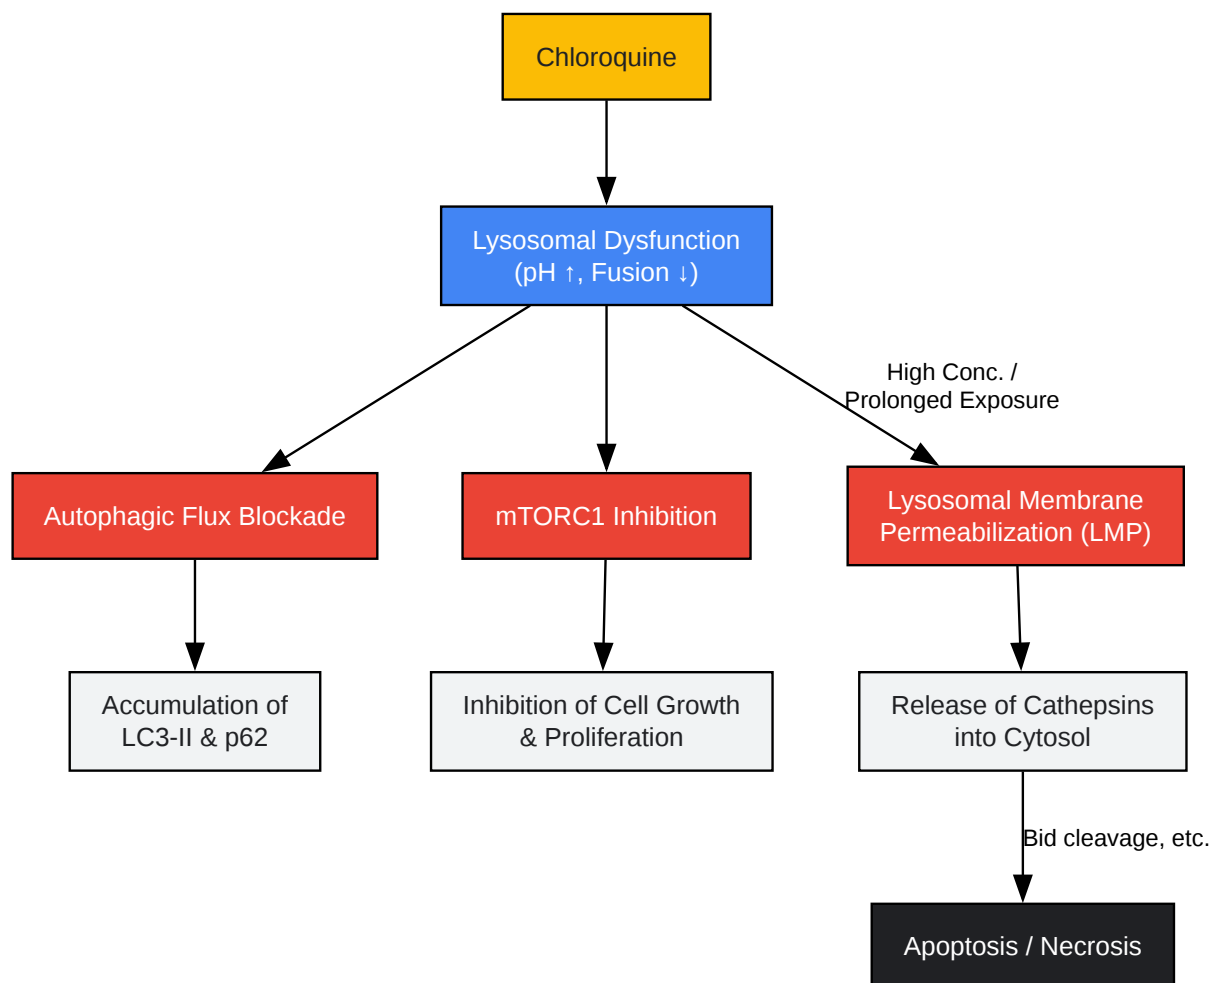 Chloroquine
Lysosomal Dysfunction
(pH ↑, Fusion ↓)
High Conc. /
Prolonged Exposure
Autophagic Flux Blockade
mTORC1 Inhibition
Lysosomal Membrane
Permeabilization (LMP)
Accumulation of
LC3-II & p62
Inhibition of Cell Growth
& Proliferation
Release of Cathepsins
into Cytosol
Bid cleavage, etc.
Apoptosis / Necrosis